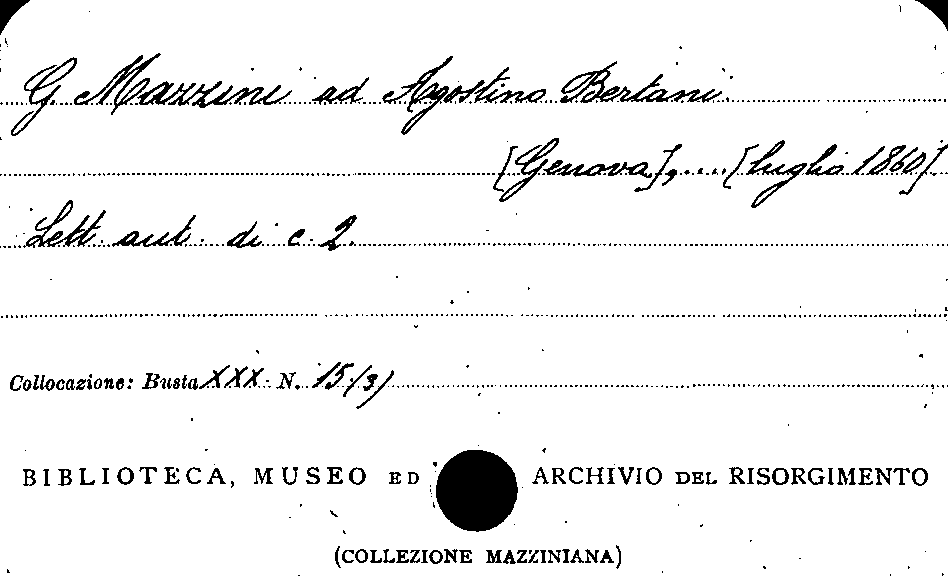 G. Mazzini ad Agostino Bertani.
[Genova], .... [luglio 1860]
Lett. aut. di c. 2.
Collocazione: Busta XXX. N. 15/3)
BIBLIOTECA, MUSEO ED ARCHIVIO DEL RISORGIMENTO
(COLLEZIONE MAZZINIANA)